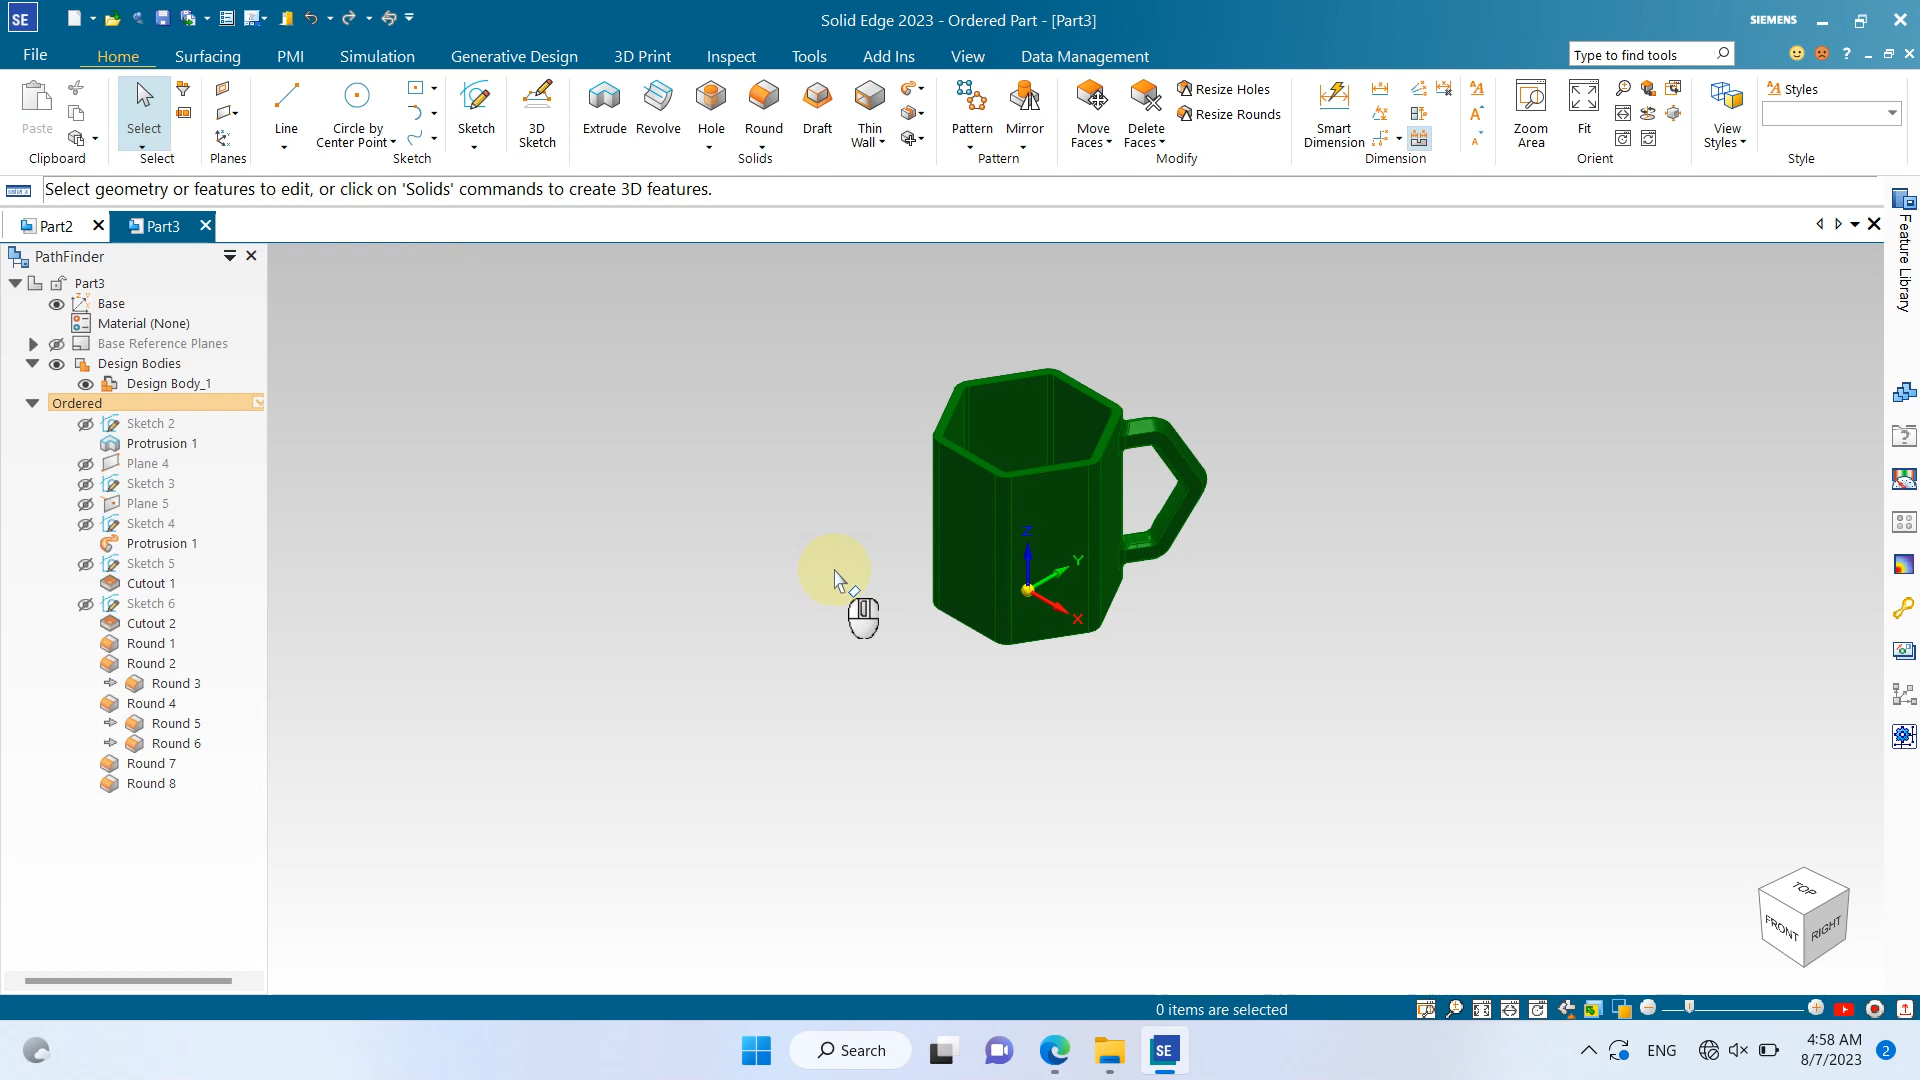 SE
Solid Edge 2023 - Ordered Part - [Part3]
SIEMENS
File
Home
Surfacing
PMI
Simulation
Generative Design
3D Print
Inspect
Tools
Add Ins
View
Data Management
Type to find tools
Paste
Clipboard
Select
Select
Planes
Line
Circle by
Center Point
Sketch
3D
Sketch
Sketch
Extrude
Revolve
Hole
Round
Draft
Thin
Wall
Solids
Pattern
Mirror
Pattern
Move
Faces
Delete
Faces
Resize Holes
Resize Rounds
Modify
Smart
Dimension
Dimension
Zoom
Area
Fit
Orient
View
Styles
Styles
Style
Select geometry or features to edit, or click on 'Solids' commands to create 3D features.
Part2
Part3
Feature Library
PathFinder
Part3
Base
Material (None)
Base Reference Planes
Design Bodies
Design Body_1
Ordered
Sketch 2
Protrusion 1
Plane 4
Sketch 3
Plane 5
Sketch 4
Protrusion 1
Sketch 5
Cutout 1
Sketch 6
Cutout 2
Round 1
Round 2
Round 3
Round 4
Round 5
Round 6
Round 7
Round 8
Z
Y
X
TOP
FRONT
RIGHT
0 items are selected
Search
SE
ENG
4:58 AM
8/7/2023
2